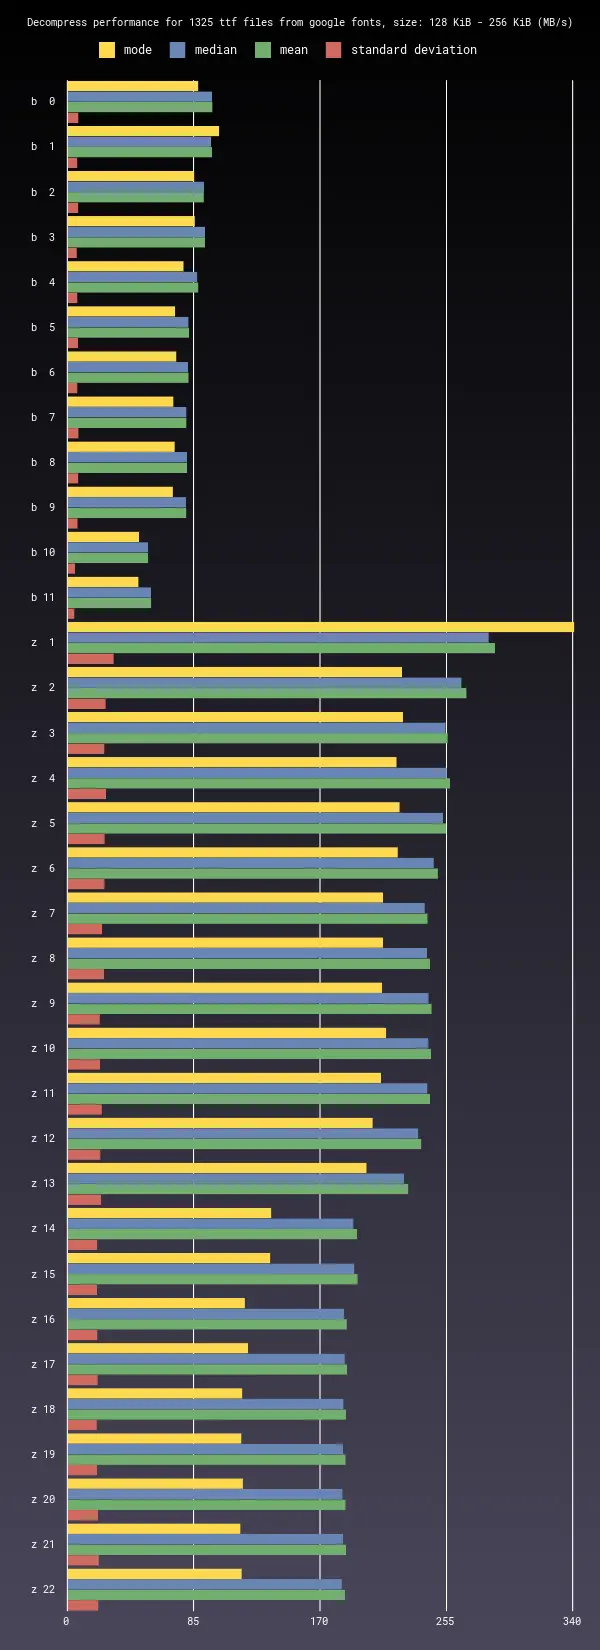 Decompress performance for 1325 ttf files from google fonts, size: 128 KiB - 256 KiB (MB/s)
mode median mean standard deviation
b 0
b 1
b 2
b 3
b 4
b 5
b 6
b 7
b 8
b 9
b 10
b 11
z 1
z 2
z 3
z 4
z 5
z 6
z 7
z 8
z 9
z 10
z 11
z 12
z 13
z 14
z 15
z 16
z 17
z 18
z 19
z 20
z 21
z 22
0 85 170 255 340